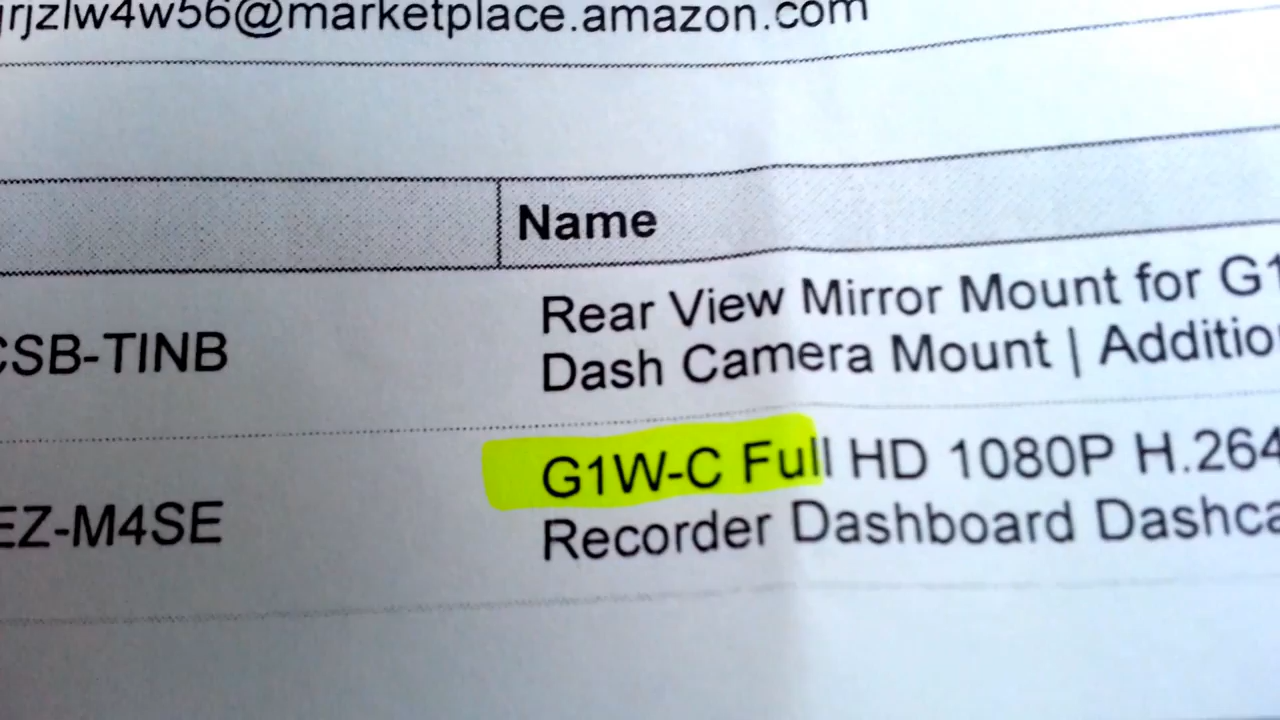 rjzlw4w56@marketplace.amazon.com
Name
CSB-TINB
Rear View Mirror Mount for G1
Dash Camera Mount | Additio
EZ-M4SE
G1W-C Full HD 1080P H.264
Recorder Dashboard Dashca